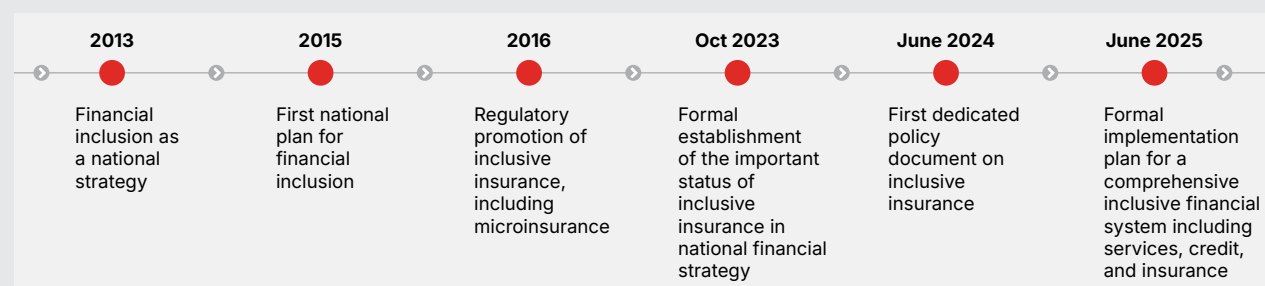 2013
Financial
inclusion as
a national
strategy
2015
First national
plan for
financial
inclusion
2016
Regulatory
promotion of
inclusive
insurance,
including
microinsurance
Oct 2023
Formal
establishment
of the important
status of
inclusive
insurance in
national financial
strategy
June 2024
First dedicated
policy
document on
inclusive
insurance
June 2025
Formal
implementation
plan for a
comprehensive
inclusive financial
system including
services, credit,
and insurance